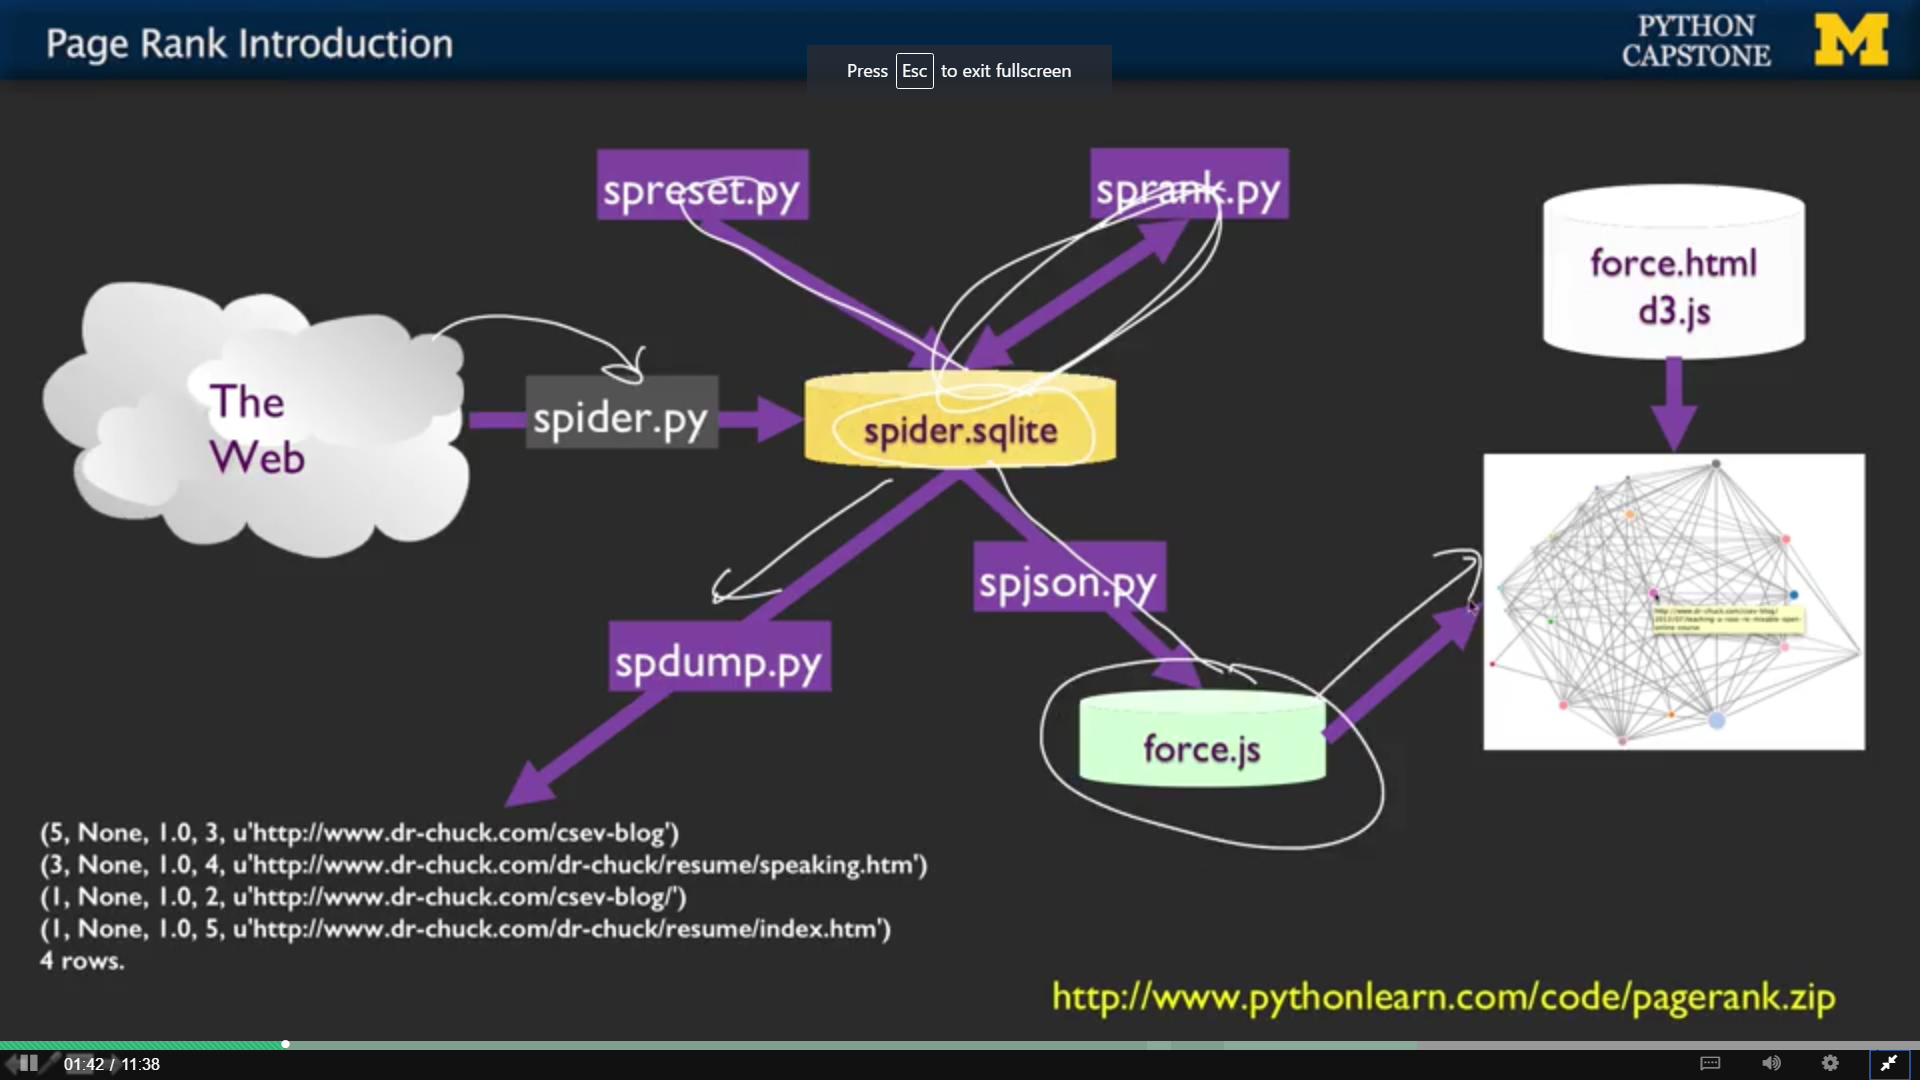 Page Rank Introduction
Press Esc to exit fullscreen
PYTHON
CAPSTONE
M
spreset.py
sprank.py
force.html
d3.js
The
Web
spider.py
spider.sqlite
spjson.py
spdump.py
force.js
(5, None, 1.0, 3, u'http://www.dr-chuck.com/csev-blog')
(3, None, 1.0, 4, u'http://www.dr-chuck.com/dr-chuck/resume/speaking.htm')
(1, None, 1.0, 2, u'http://www.dr-chuck.com/csev-blog/')
(1, None, 1.0, 5, u'http://www.dr-chuck.com/dr-chuck/resume/index.htm')
4 rows.
http://www.pythonlearn.com/code/pagerank.zip
01:42 / 11:38